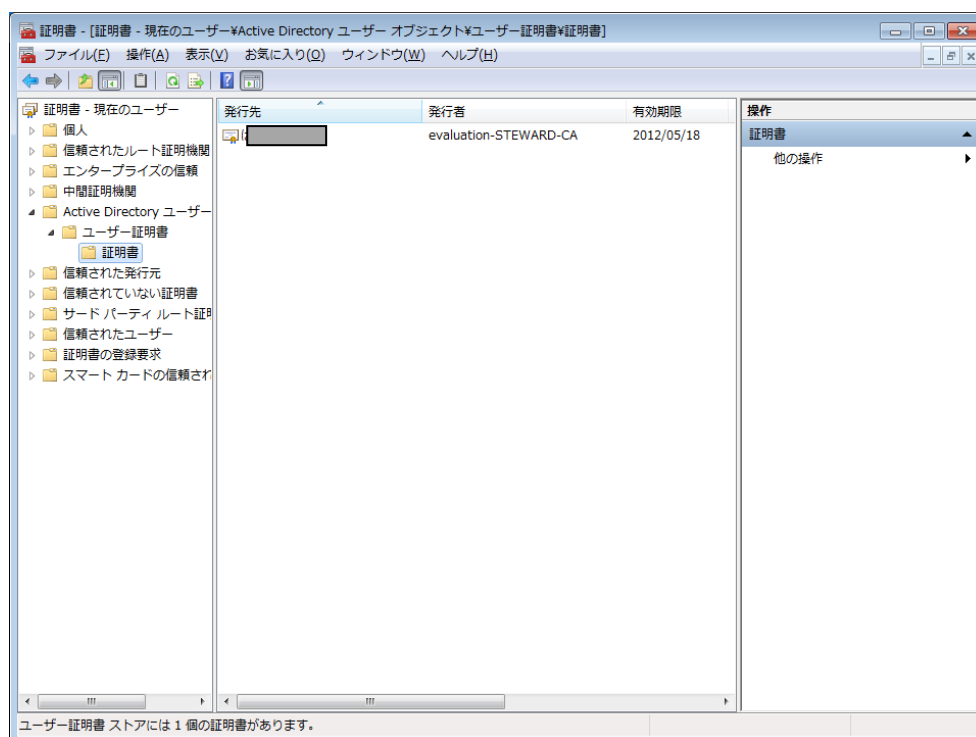 証明書 - [証明書 - 現在のユーザー¥Active Directory ユーザー オブジェクト¥ユーザー証明書¥証明書]
ファイル(F) 操作(A) 表示(V) お気に入り(O) ウィンドウ(W) ヘルプ(H)
証明書 - 現在のユーザー
個人
信頼されたルート証明機関
エンタープライズの信頼
中間証明機関
Active Directory ユーザー
ユーザー証明書
証明書
信頼された発行元
信頼されていない証明書
サード パーティ ルート証明
信頼されたユーザー
証明書の登録要求
スマート カードの信頼され
発行先 発行者 有効期限
evaluation-STEWARD-CA 2012/05/18
操作
証明書
他の操作
ユーザー証明書 ストアには 1 個の証明書があります。